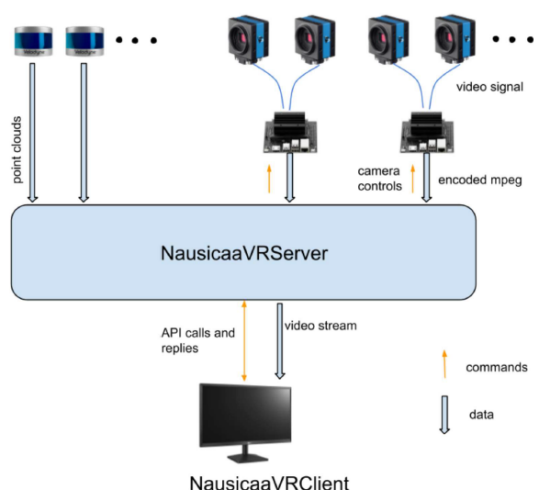 video signal
point clouds
camera
controls
encoded mpeg
NausicaaVRServer
API calls and
replies
video stream
commands
data
NausicaaVRClient